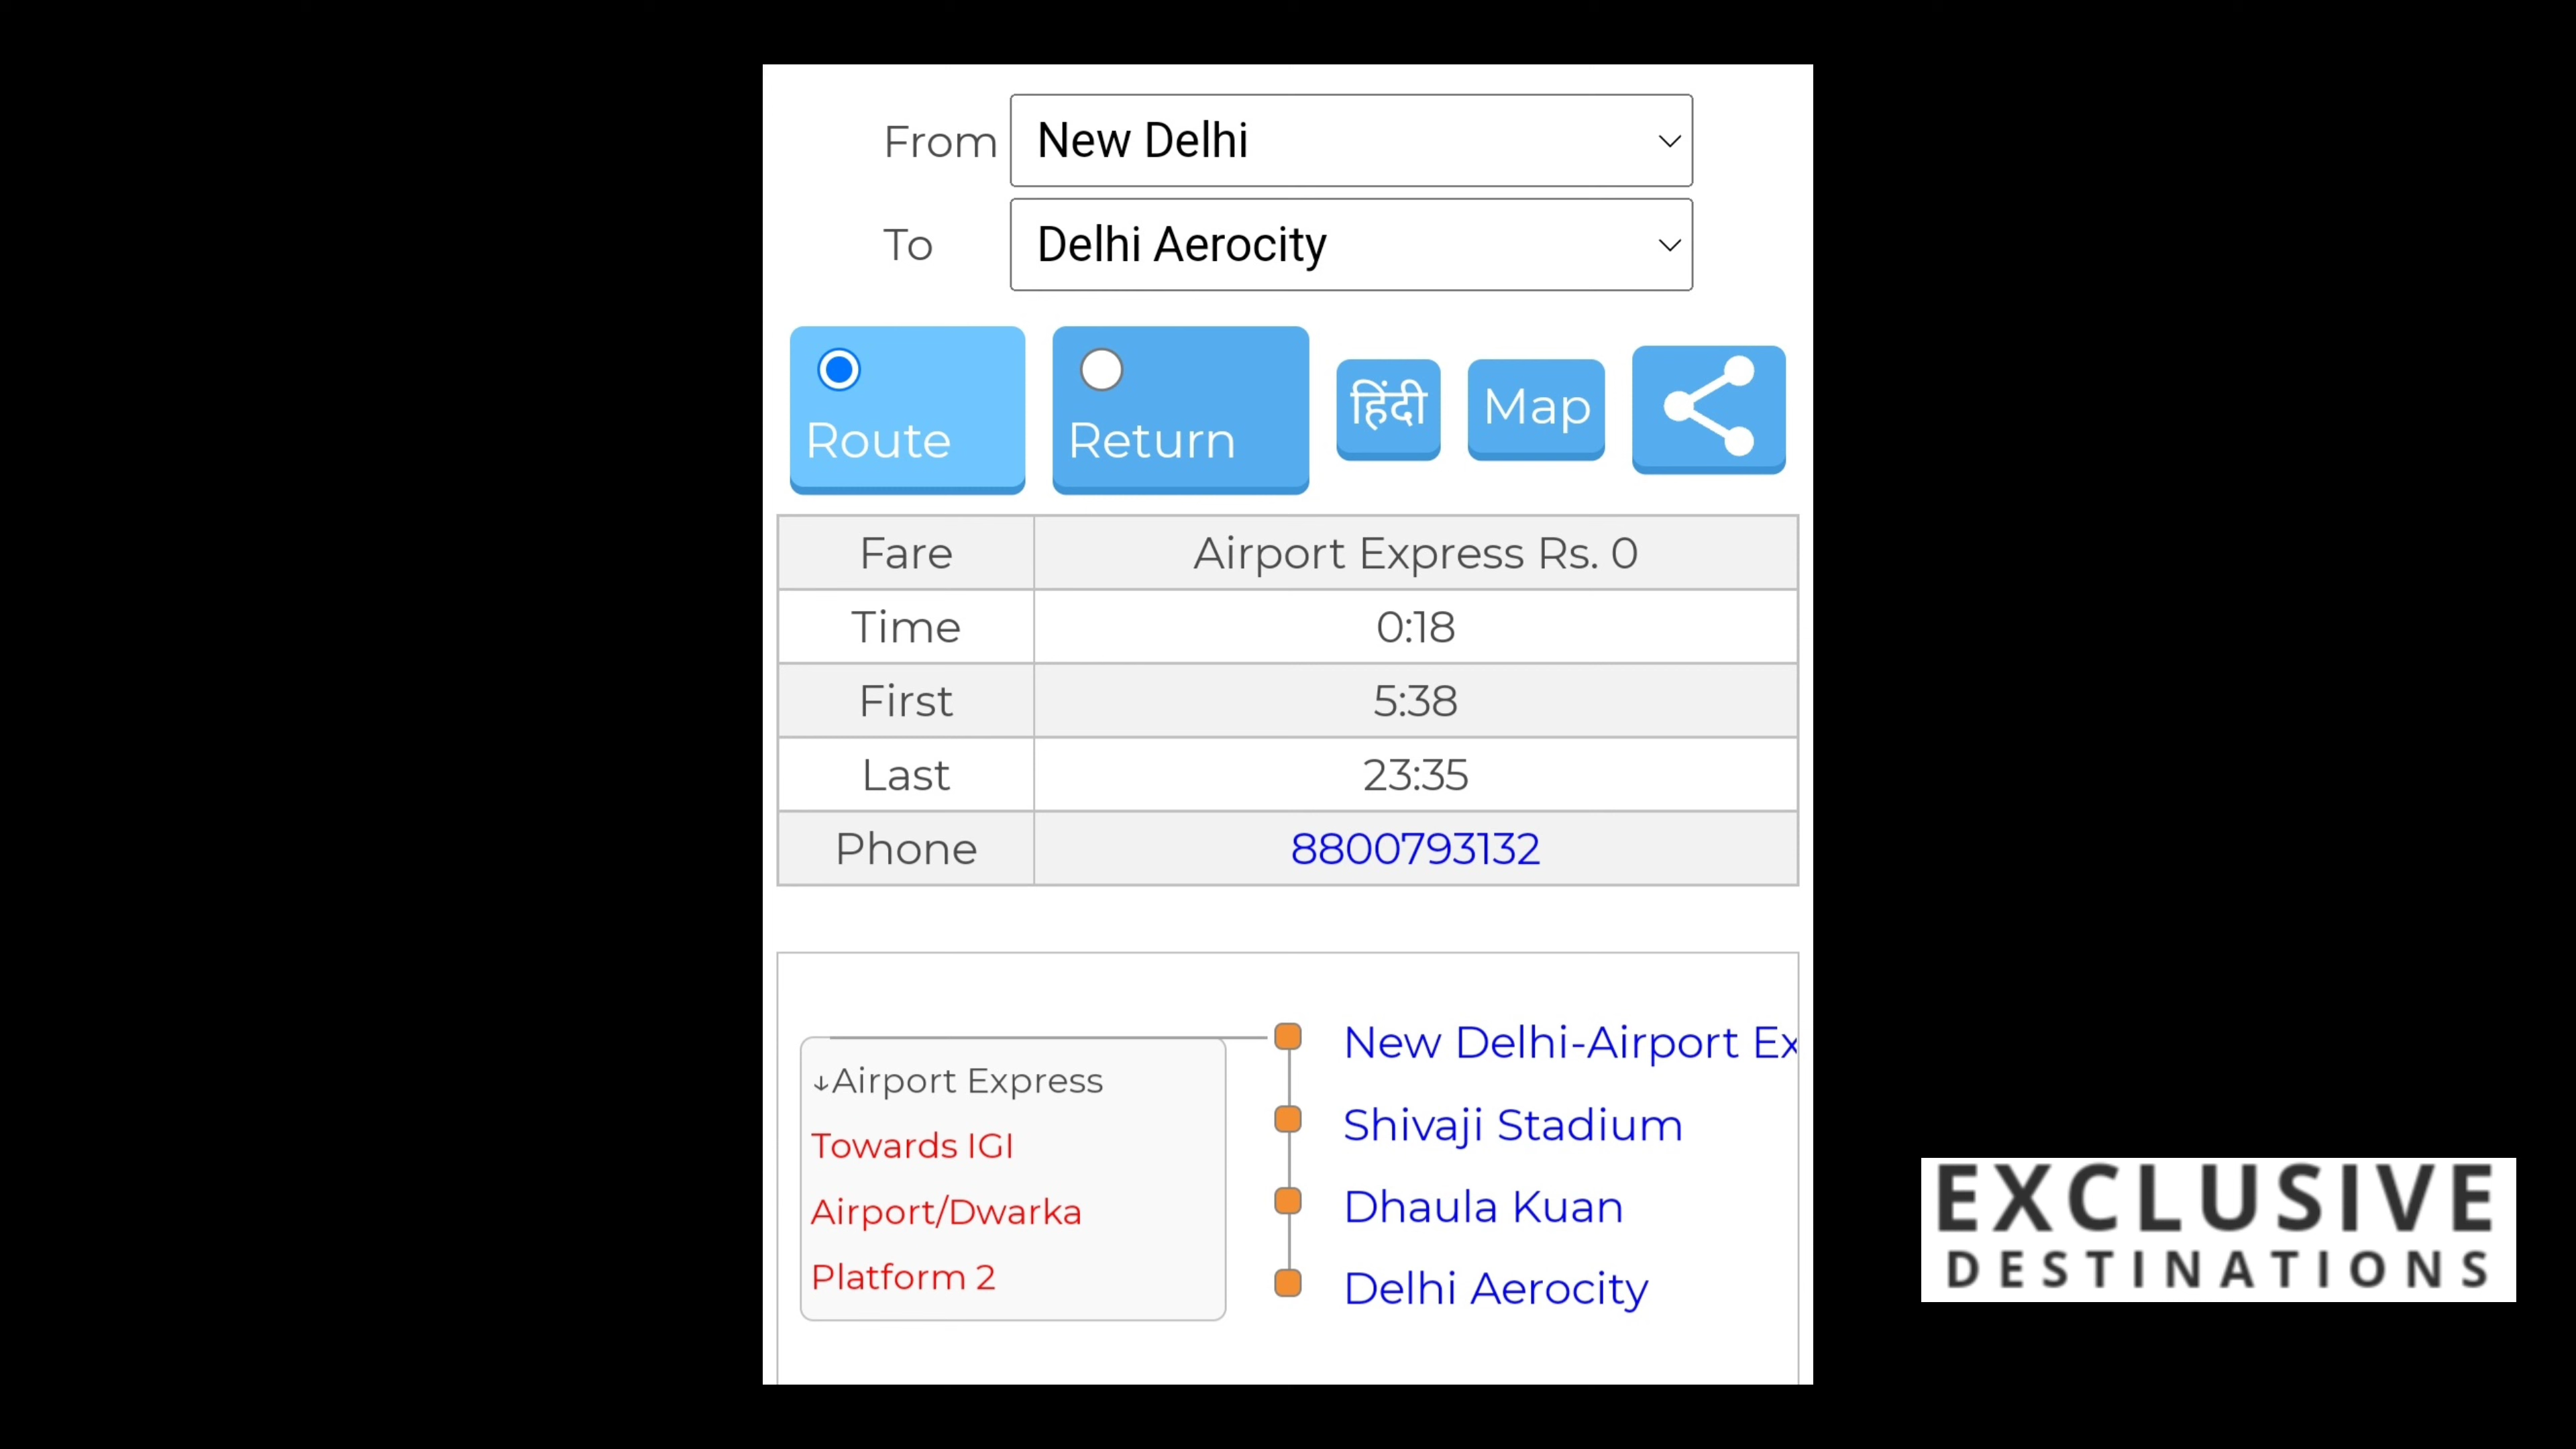 From New Delhi
To Delhi Aerocity
Route Return हिंदी Map
Fare Airport Express Rs. 0
Time 0:18
First 5:38
Last 23:35
Phone 8800793132
New Delhi-Airport Ex
↓Airport Express
Towards IGI
Airport/Dwarka
Platform 2
Shivaji Stadium
Dhaula Kuan
Delhi Aerocity
EXCLUSIVE
DESTINATIONS